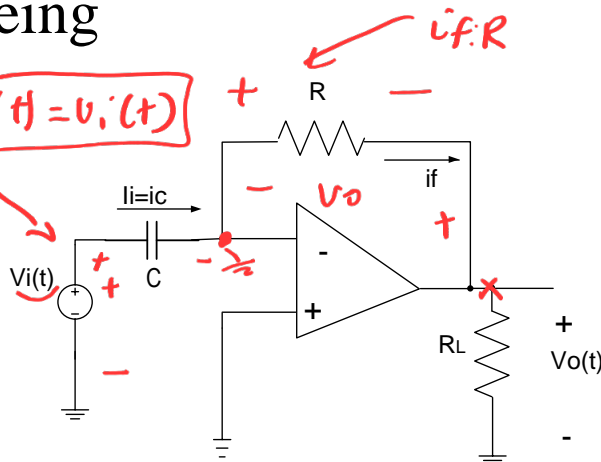 eing
if.R
+ R -
t) = vi(t)
- Vo
if
Ii=ic
+
-
Vi(t)
+
+
+
-
C
-
+
RL
+
Vo(t)
-
-